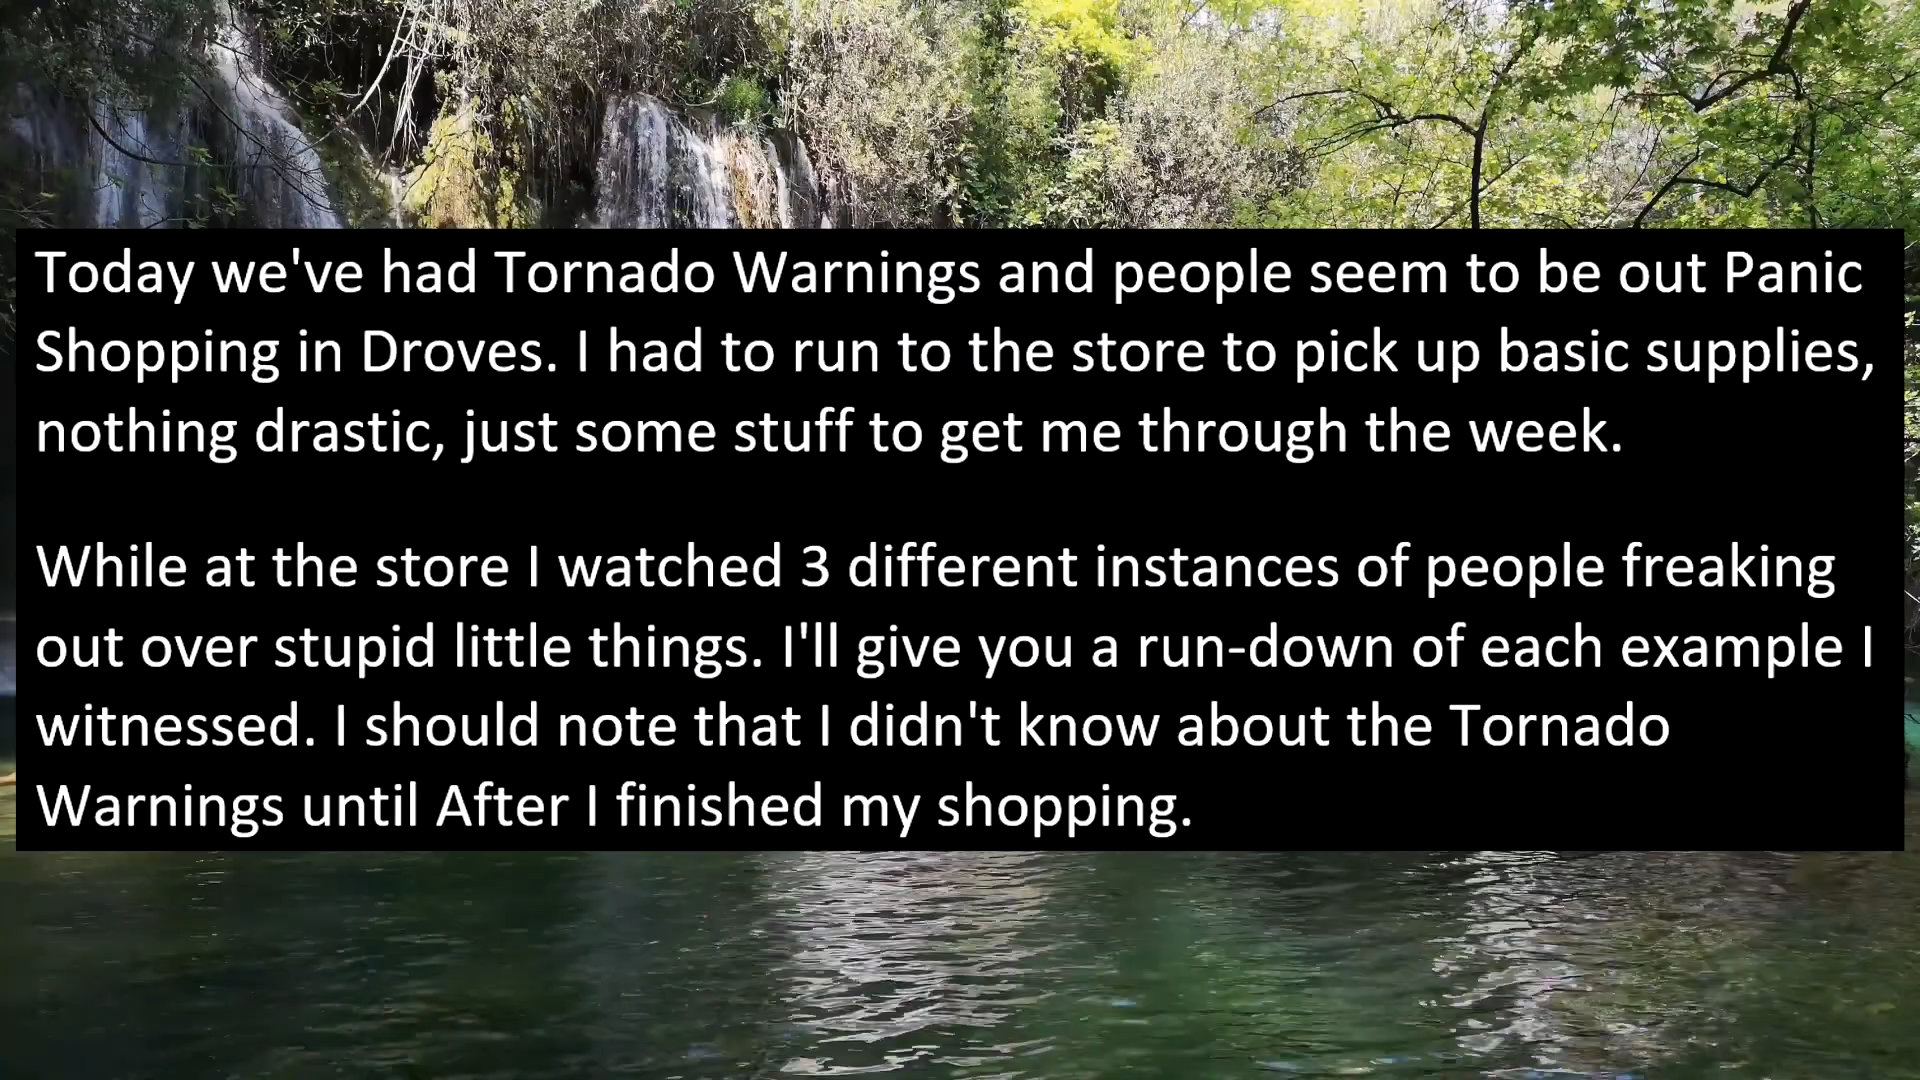 Today we've had Tornado Warnings and people seem to be out Panic
Shopping in Droves. I had to run to the store to pick up basic supplies,
nothing drastic, just some stuff to get me through the week.
While at the store I watched 3 different instances of people freaking
out over stupid little things. I'll give you a run-down of each example I
witnessed. I should note that I didn't know about the Tornado
Warnings until After I finished my shopping.